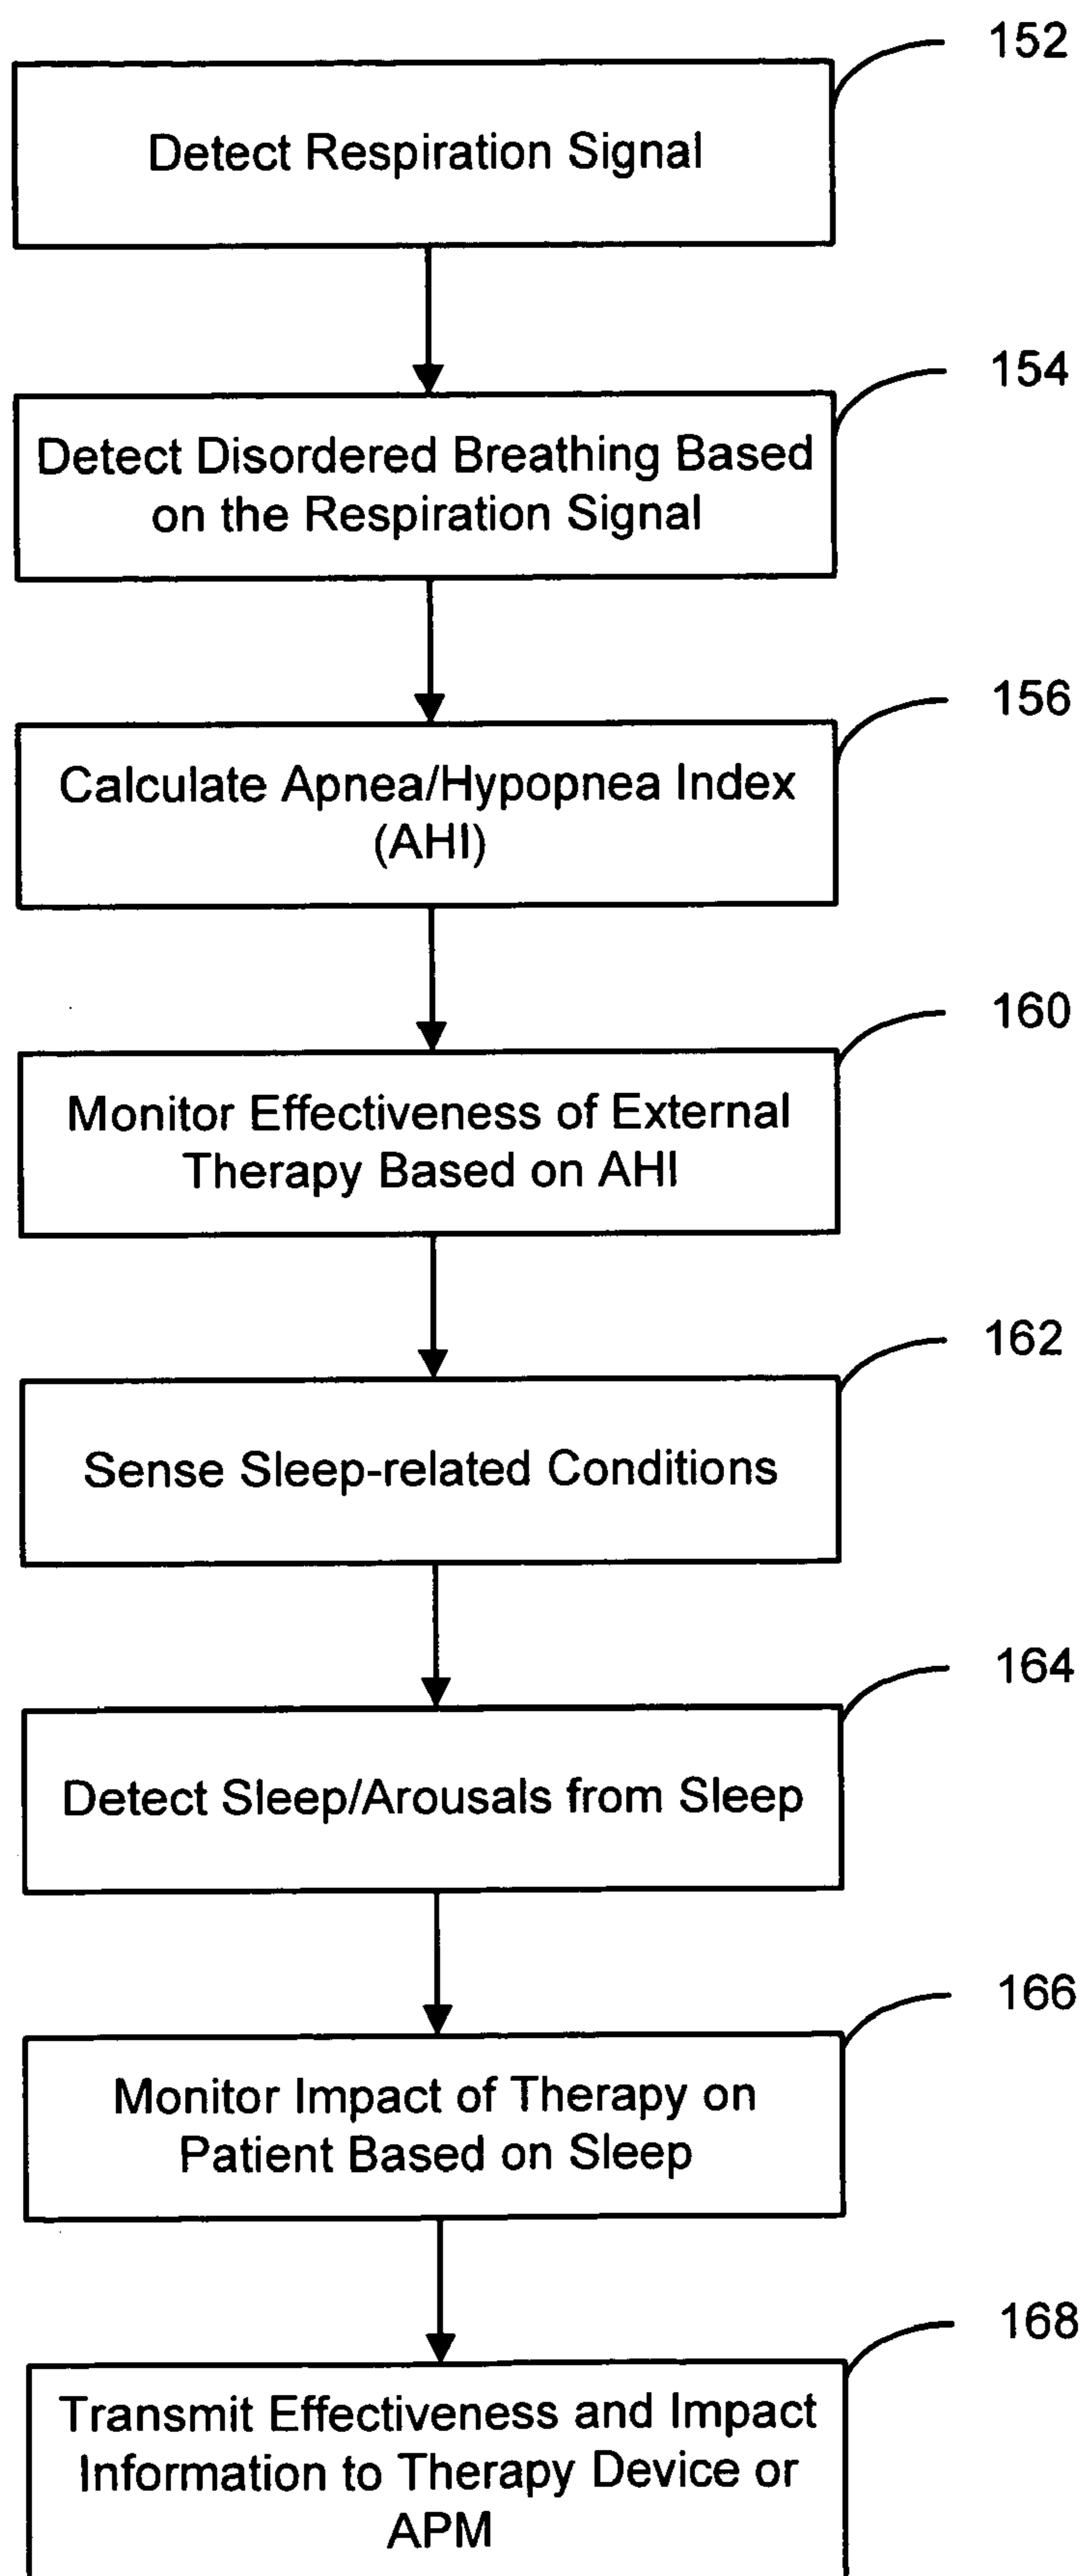 152
Detect Respiration Signal
154
Detect Disordered Breathing Based
on the Respiration Signal
156
Calculate Apnea/Hypopnea Index
(AHI)
160
Monitor Effectiveness of External
Therapy Based on AHI
162
Sense Sleep-related Conditions
164
Detect Sleep/Arousals from Sleep
166
Monitor Impact of Therapy on
Patient Based on Sleep
168
Transmit Effectiveness and Impact
Information to Therapy Device or
APM